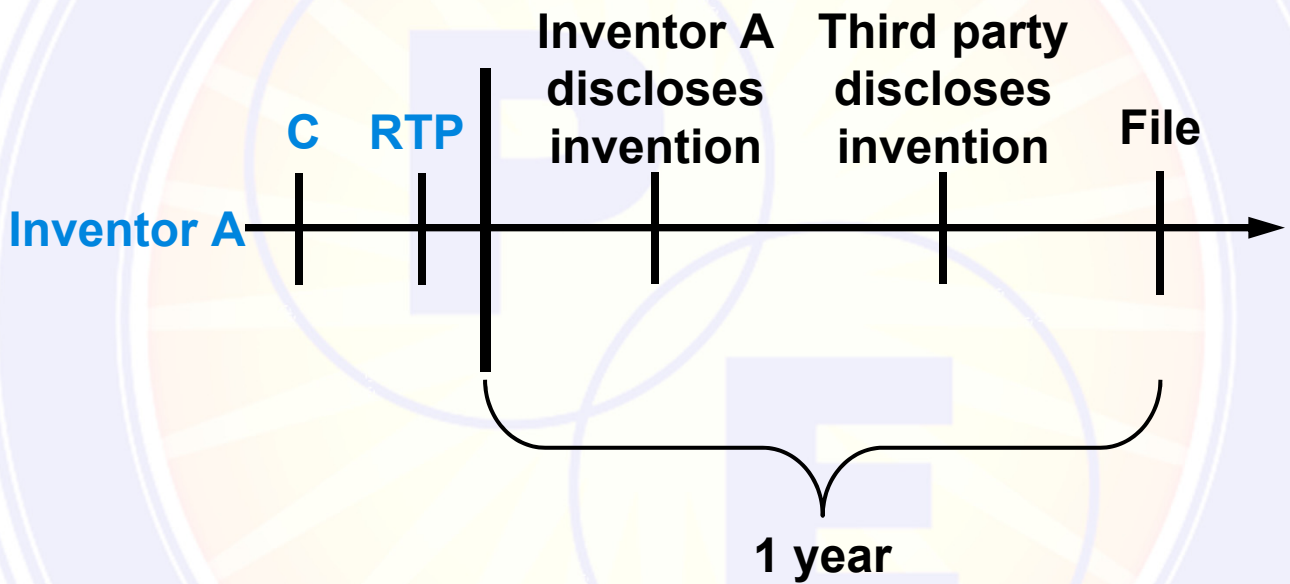 Inventor A
discloses
invention
Third party
discloses
invention
C
RTP
File
Inventor A
1 year